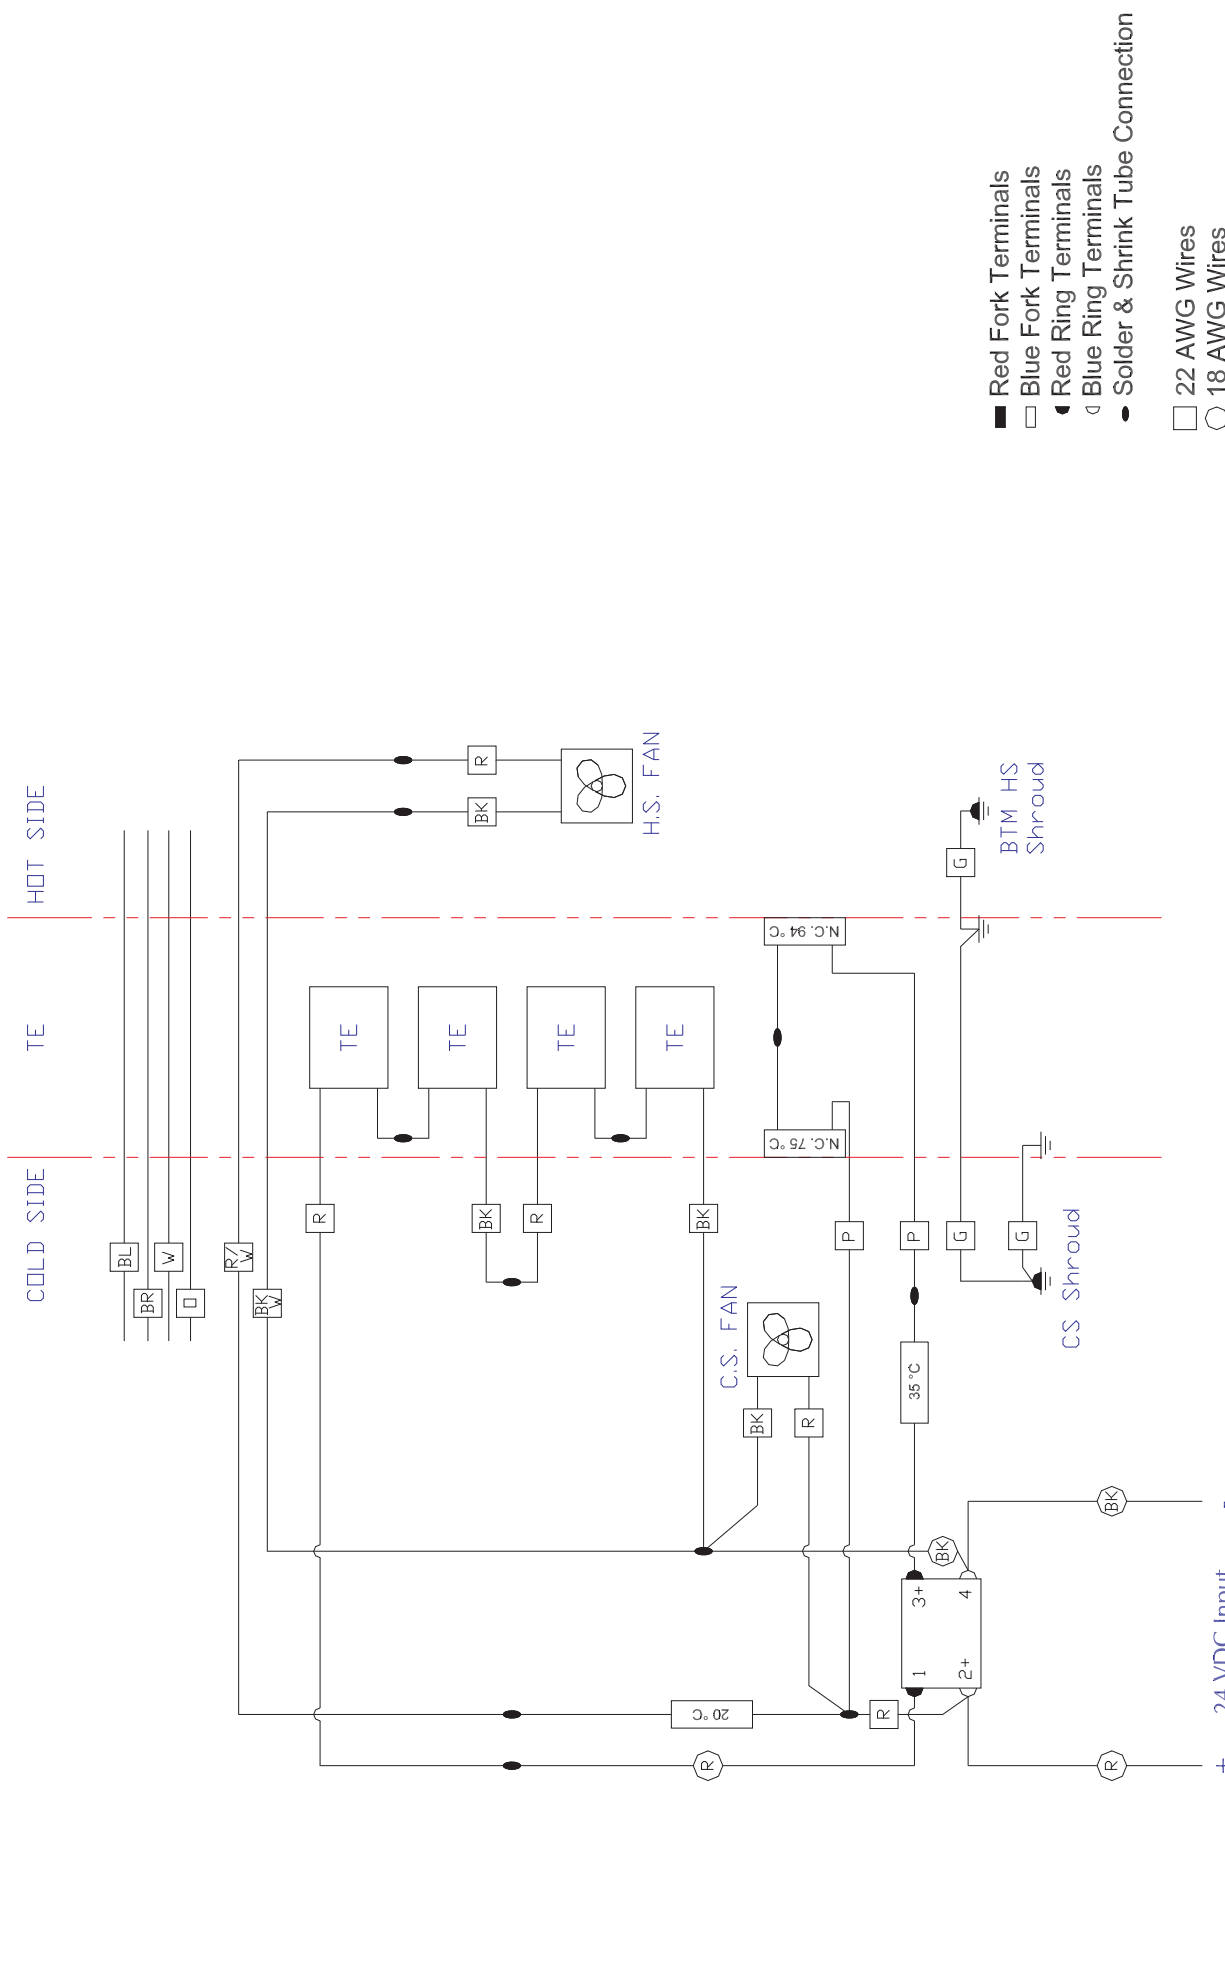 COLD SIDE
TE
HOT SIDE
BL
BR
W
O
R/
W
BK
W
R
BK
R
BK
TE
TE
TE
TE
BK
R
H.S. FAN
C.S. FAN
BK
R
N.C. 75 °C
N.C. 94 °C
P
P
G
G
G
BTM HS
Shroud
CS Shroud
35 °C
20 °C
R
R
BK
1
3+
2+
4
R
BK
+
-
24 VDC Input
Red Fork Terminals
Blue Fork Terminals
Red Ring Terminals
Blue Ring Terminals
Solder & Shrink Tube Connection
22 AWG Wires
18 AWG Wires